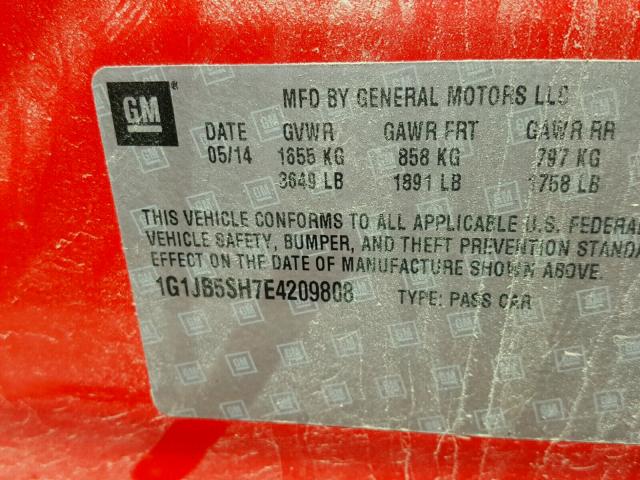 GM
MFD BY GENERAL MOTORS LLC
DATE GVWR GAWR FRT GAWR RR
05/14 1655 KG 858 KG 797 KG
3649 LB 1891 LB 1758 LB
THIS VEHICLE CONFORMS TO ALL APPLICABLE U.S. FEDERAL
VEHICLE SAFETY, BUMPER, AND THEFT PREVENTION STANDA
EFFECT ON THE DATE OF MANUFACTURE SHOWN ABOVE.
1G1JB5SH7E4209808 TYPE: PASS CAR